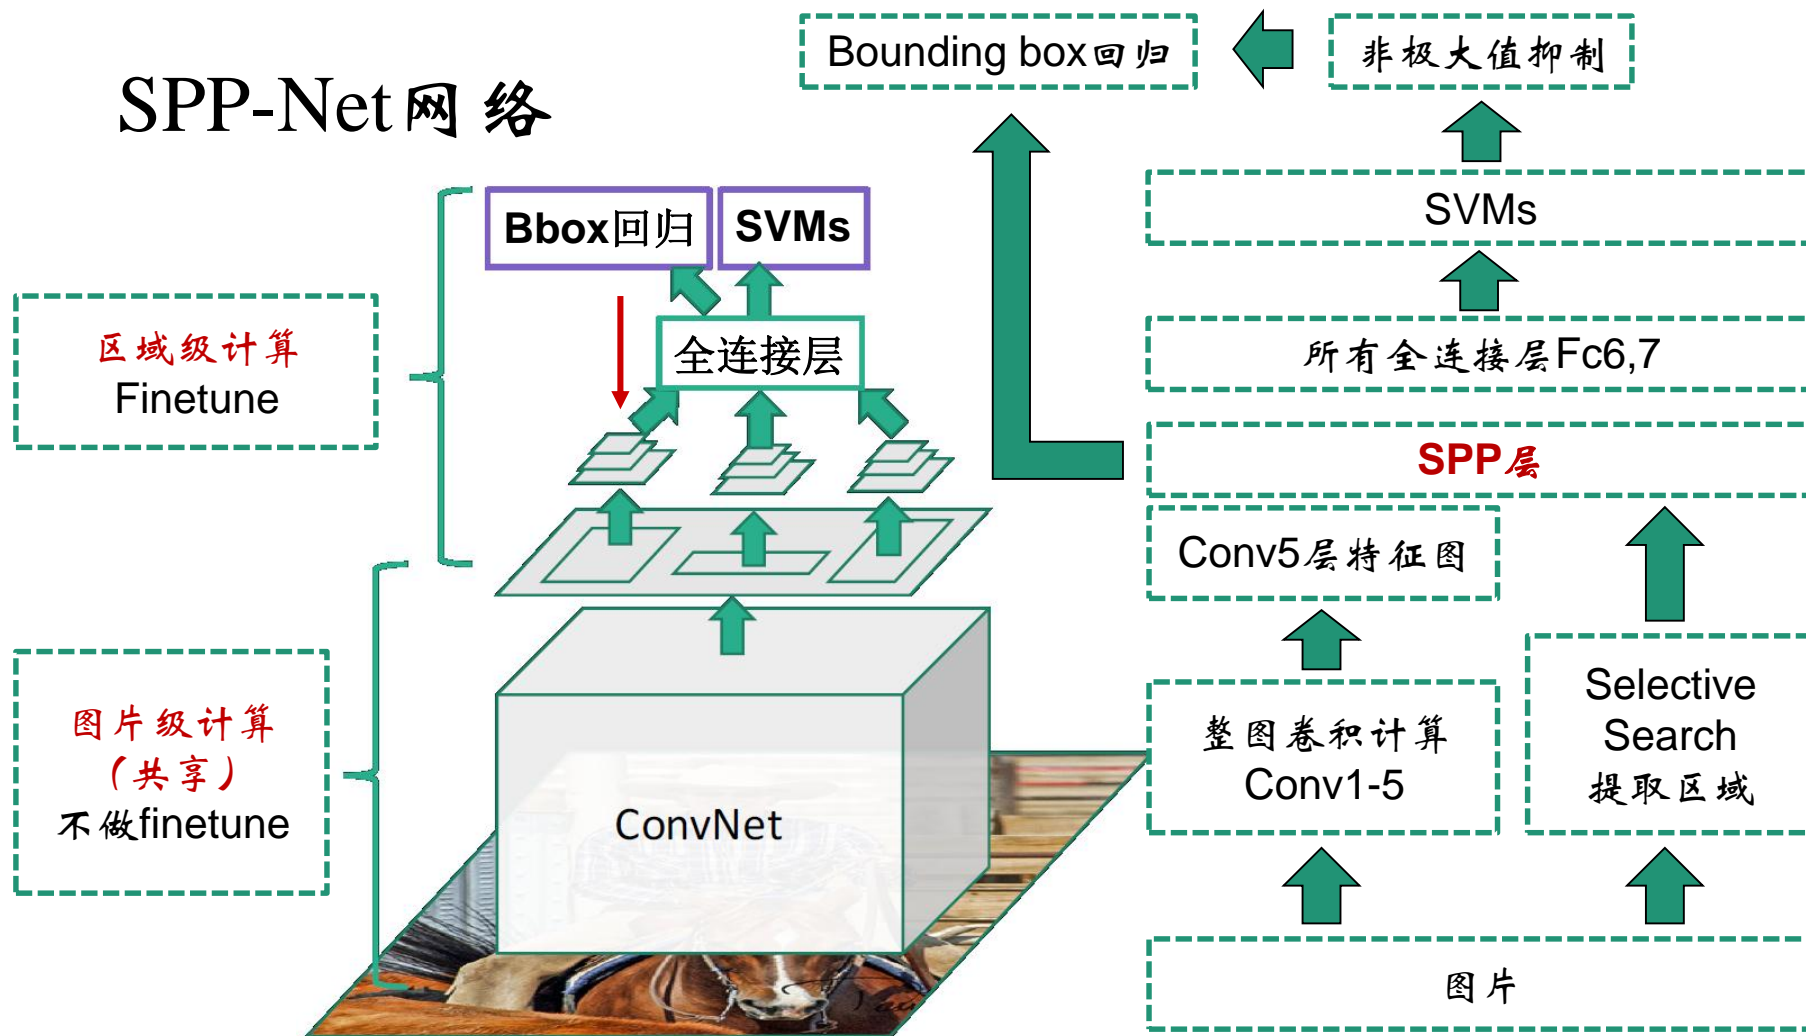 SPP-Net网络
Bounding box回归
非极大值抑制
Bbox回归
SVMs
SVMs
区域级计算
Finetune
全连接层
所有全连接层Fc6,7
SPP层
Conv5层特征图
图片级计算
（共享）
不做finetune
ConvNet
整图卷积计算
Conv1-5
Selective
Search
提取区域
图片